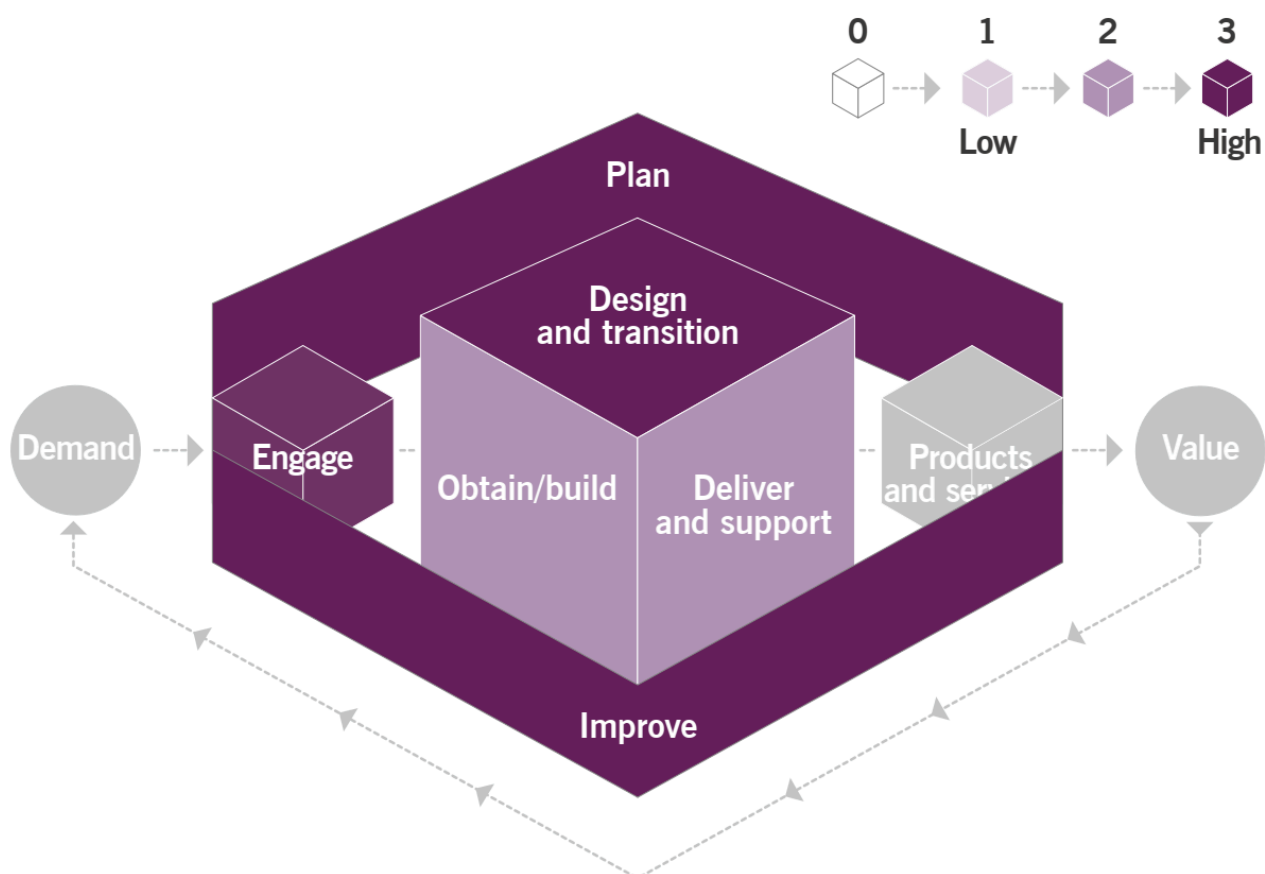 0 1 2 3
Low High
Plan
Design
and transition
Demand
Engage
Obtain/build
Deliver
and support
Products
and
Value
Improve